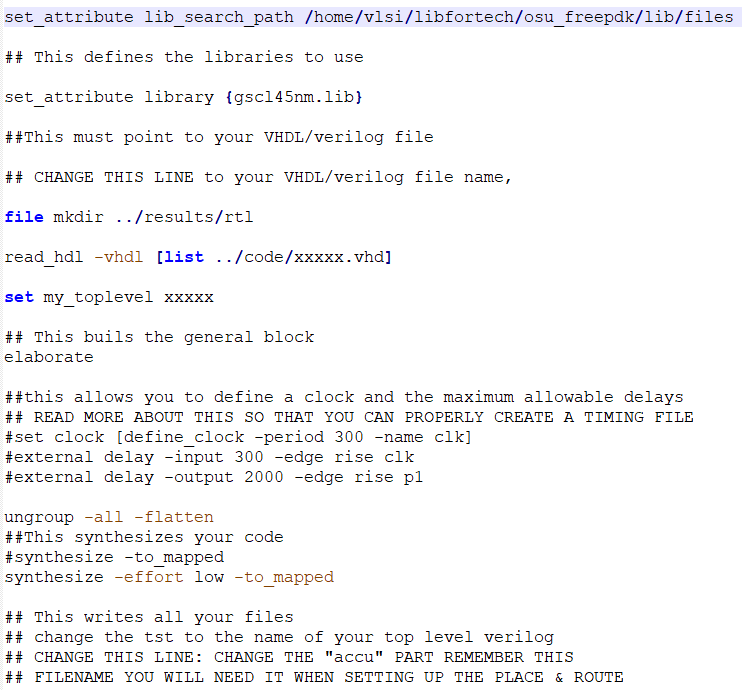 set_attribute lib_search_path /home/vlsi/libfortech/osu_freepdk/lib/files
## This defines the libraries to use
set_attribute library {gscl45nm.lib}
##This must point to your VHDL/verilog file
## CHANGE THIS LINE to your VHDL/verilog file name,
file mkdir ../results/rtl
read_hdl -vhdl [list ../code/xxxxx.vhd]
set my_toplevel xxxxx
## This buils the general block
elaborate
##this allows you to define a clock and the maximum allowable delays
## READ MORE ABOUT THIS SO THAT YOU CAN PROPERLY CREATE A TIMING FILE
#set clock [define_clock -period 300 -name clk]
#external delay -input 300 -edge rise clk
#external delay -output 2000 -edge rise p1
ungroup -all -flatten
##This synthesizes your code
#synthesize -to_mapped
synthesize -effort low -to_mapped
## This writes all your files
## change the tst to the name of your top level verilog
## CHANGE THIS LINE: CHANGE THE "accu" PART REMEMBER THIS
## FILENAME YOU WILL NEED IT WHEN SETTING UP THE PLACE & ROUTE